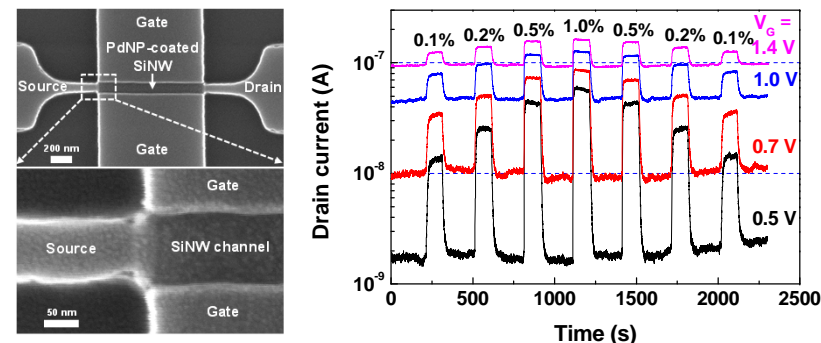 Gate
PdNP-coated
SiNW
Source
Drain
Gate
200 nm
Gate
Source
SiNW channel
Gate
50 nm
Drain current (A)
10⁻⁷
10⁻⁸
10⁻⁹
0.1% 0.2% 0.5% 1.0% 0.5% 0.2% 0.1%
V_G =
1.4 V
1.0 V
0.7 V
0.5 V
0 500 1000 1500 2000 2500
Time (s)